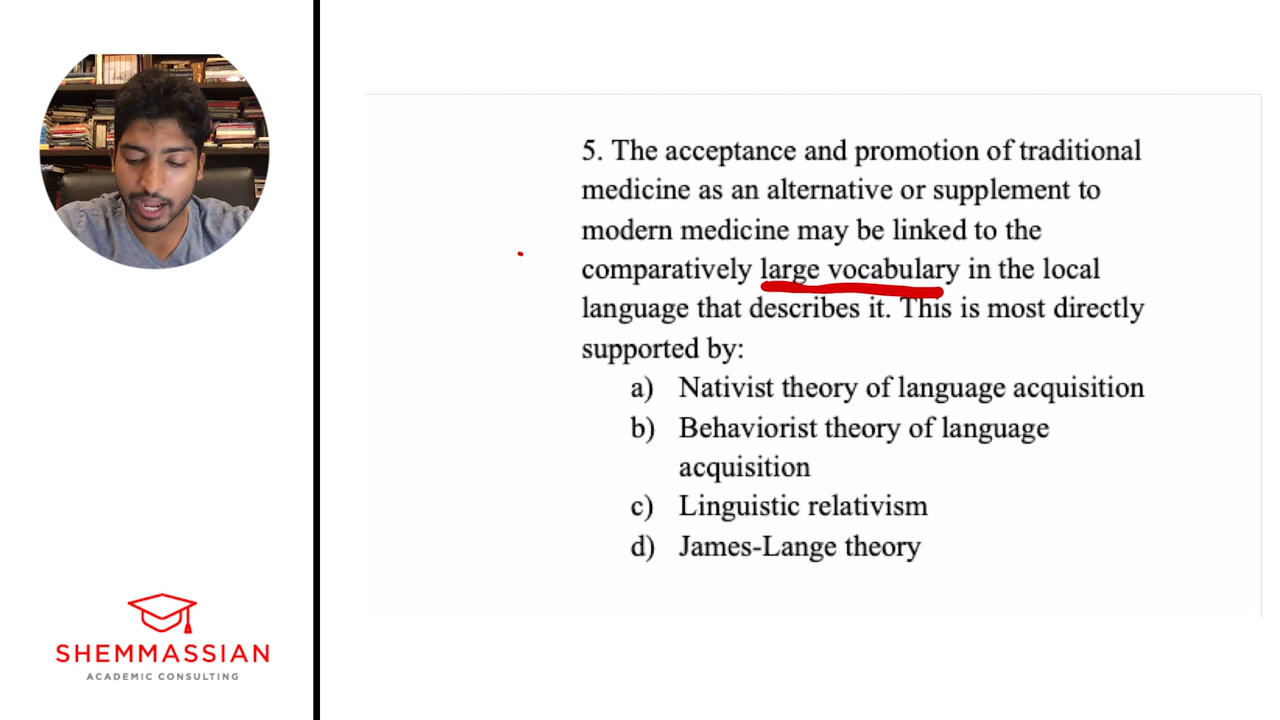 5. The acceptance and promotion of traditional
medicine as an alternative or supplement to
modern medicine may be linked to the
comparatively large vocabulary in the local
language that describes it. This is most directly
supported by:
a) Nativist theory of language acquisition
b) Behaviorist theory of language
acquisition
c) Linguistic relativism
d) James-Lange theory
SHEMMASSIAN
ACADEMIC CONSULTING